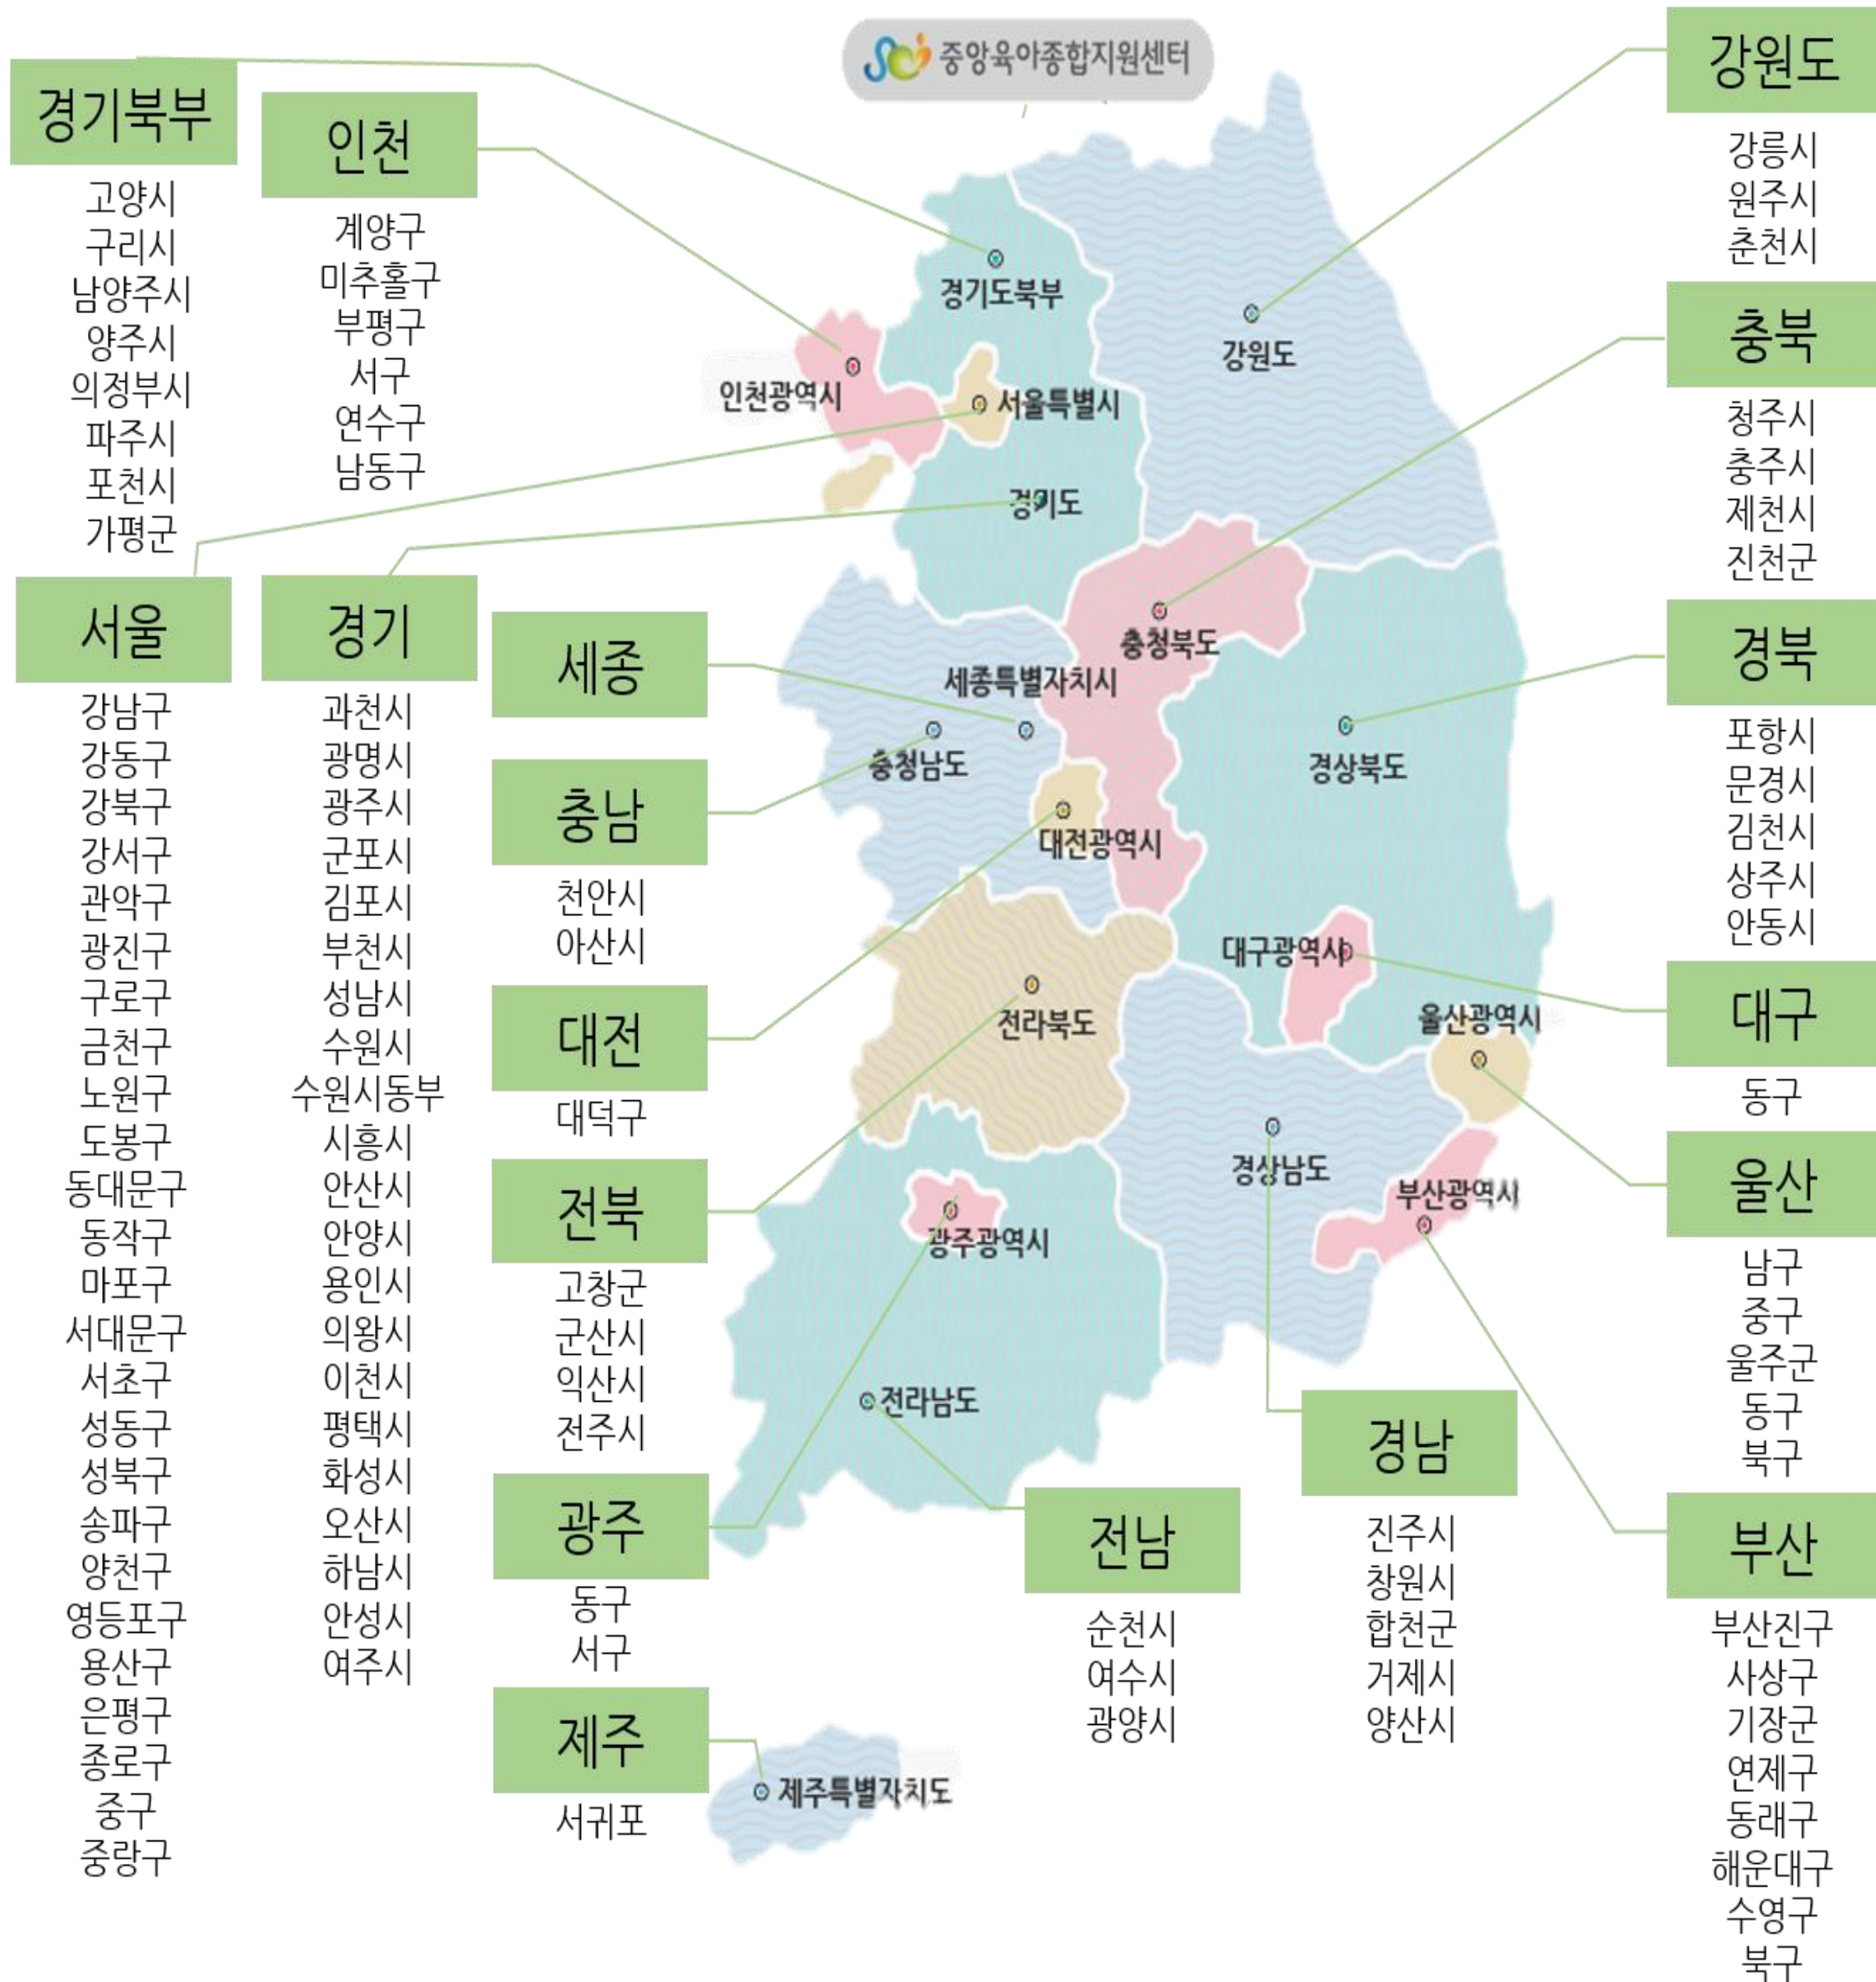 중앙육아종합지원센터
경기북부
고양시
구리시
남양주시
양주시
의정부시
파주시
포천시
가평군
인천
계양구
미추홀구
부평구
서구
연수구
남동구
서울
강남구
강동구
강북구
강서구
관악구
광진구
구로구
금천구
노원구
도봉구
동대문구
동작구
마포구
서대문구
서초구
성동구
성북구
송파구
양천구
영등포구
용산구
은평구
종로구
중구
중랑구
경기
과천시
광명시
광주시
군포시
김포시
부천시
성남시
수원시
수원시동부
시흥시
안산시
안양시
용인시
의왕시
이천시
평택시
화성시
오산시
하남시
안성시
여주시
세종
충남
천안시
아산시
대전
대덕구
전북
고창군
군산시
익산시
전주시
광주
동구
서구
제주
서귀포
경기도북부
강원도
인천광역시
서울특별시
경기도
충청북도
세종특별자치시
충청남도
경상북도
대전광역시
대구광역시
전라북도
울산광역시
경상남도
부산광역시
광주광역시
전라남도
제주특별자치도
전남
순천시
여수시
광양시
경남
진주시
창원시
합천군
거제시
양산시
강원도
강릉시
원주시
춘천시
충북
청주시
충주시
제천시
진천군
경북
포항시
문경시
김천시
상주시
안동시
대구
동구
울산
남구
중구
울주군
동구
북구
부산
부산진구
사상구
기장군
연제구
동래구
해운대구
수영구
북구